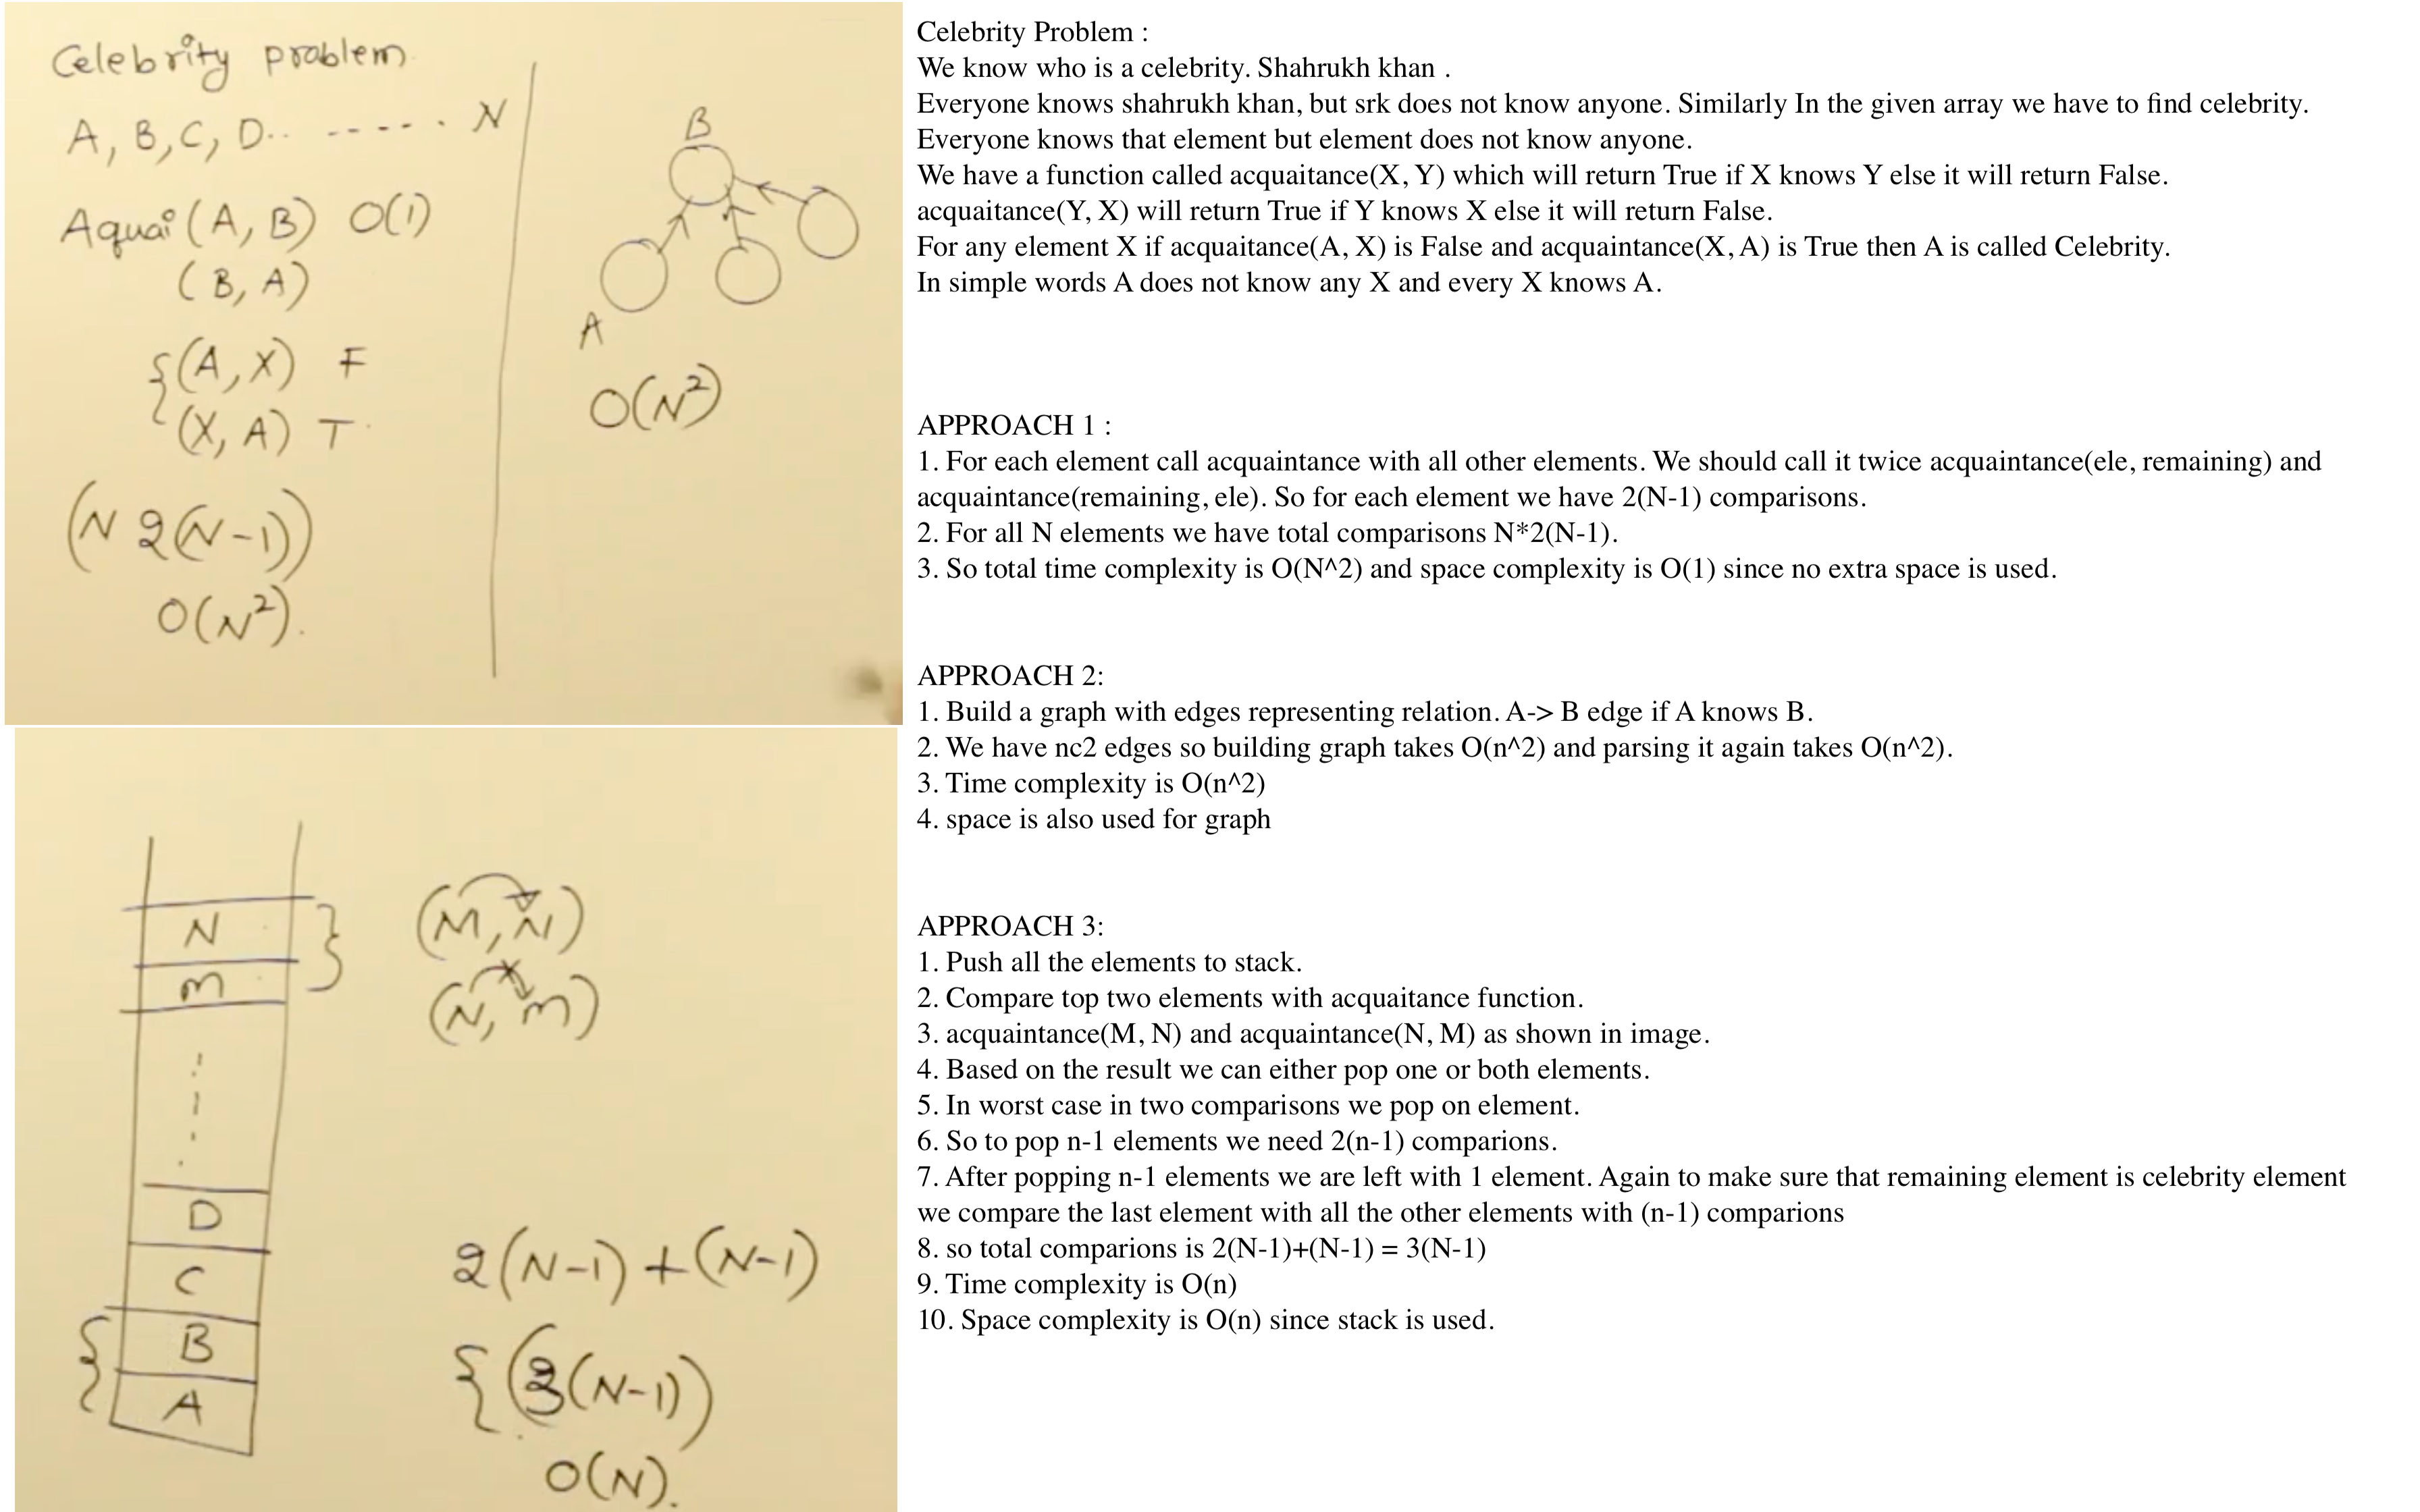 Celebrity problem.
A, B, C, D.. ----- . N
Aquai (A, B) O(1)
(B, A)
{(A, X) F
(X, A) T
(N 2(N-1))
O(N²).
B
A
O(N²)
N
M
D
C
B
A
(M, N)
(N, M)
2(N-1) + (N-1)
{(3(N-1))
O(N).
Celebrity Problem :
We know who is a celebrity. Shahrukh khan .
Everyone knows shahrukh khan, but srk does not know anyone. Similarly In the given array we have to find celebrity.
Everyone knows that element but element does not know anyone.
We have a function called acquaitance(X, Y) which will return True if X knows Y else it will return False.
acquaitance(Y, X) will return True if Y knows X else it will return False.
For any element X if acquaitance(A, X) is False and acquaintance(X, A) is True then A is called Celebrity.
In simple words A does not know any X and every X knows A.
APPROACH 1 :
1. For each element call acquaintance with all other elements. We should call it twice acquaintance(ele, remaining) and
acquaintance(remaining, ele). So for each element we have 2(N-1) comparisons.
2. For all N elements we have total comparisons N*2(N-1).
3. So total time complexity is O(N^2) and space complexity is O(1) since no extra space is used.
APPROACH 2:
1. Build a graph with edges representing relation. A-> B edge if A knows B.
2. We have nc2 edges so building graph takes O(n^2) and parsing it again takes O(n^2).
3. Time complexity is O(n^2)
4. space is also used for graph
APPROACH 3:
1. Push all the elements to stack.
2. Compare top two elements with acquaitance function.
3. acquaintance(M, N) and acquaintance(N, M) as shown in image.
4. Based on the result we can either pop one or both elements.
5. In worst case in two comparisons we pop on element.
6. So to pop n-1 elements we need 2(n-1) comparions.
7. After popping n-1 elements we are left with 1 element. Again to make sure that remaining element is celebrity element
we compare the last element with all the other elements with (n-1) comparions
8. so total comparions is 2(N-1)+(N-1) = 3(N-1)
9. Time complexity is O(n)
10. Space complexity is O(n) since stack is used.